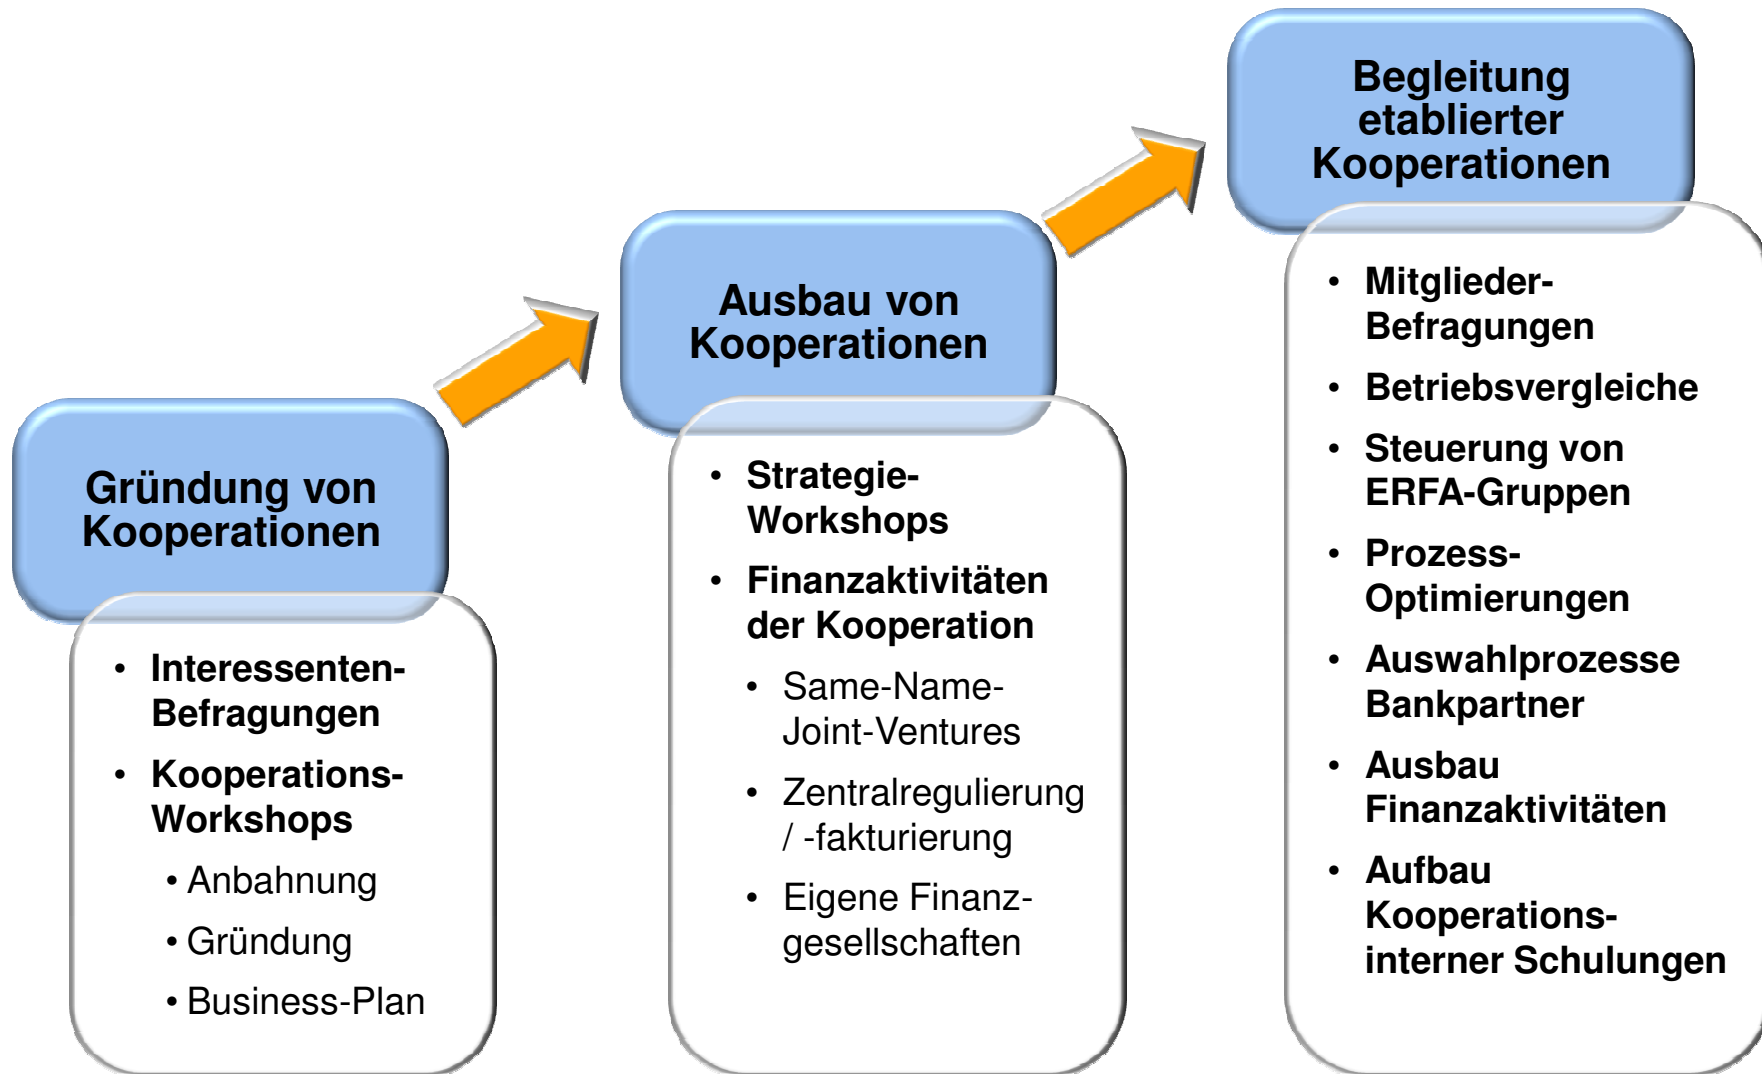 Gründung von
Kooperationen
• Interessenten-
Befragungen
• Kooperations-
Workshops
• Anbahnung
• Gründung
• Business-Plan
Ausbau von
Kooperationen
• Strategie-
Workshops
• Finanzaktivitäten
der Kooperation
• Same-Name-
Joint-Ventures
• Zentralregulierung
/ -fakturierung
• Eigene Finanz-
gesellschaften
Begleitung
etablierter
Kooperationen
• Mitglieder-
Befragungen
• Betriebsvergleiche
• Steuerung von
ERFA-Gruppen
• Prozess-
Optimierungen
• Auswahlprozesse
Bankpartner
• Ausbau
Finanzaktivitäten
• Aufbau
Kooperations-
interner Schulungen